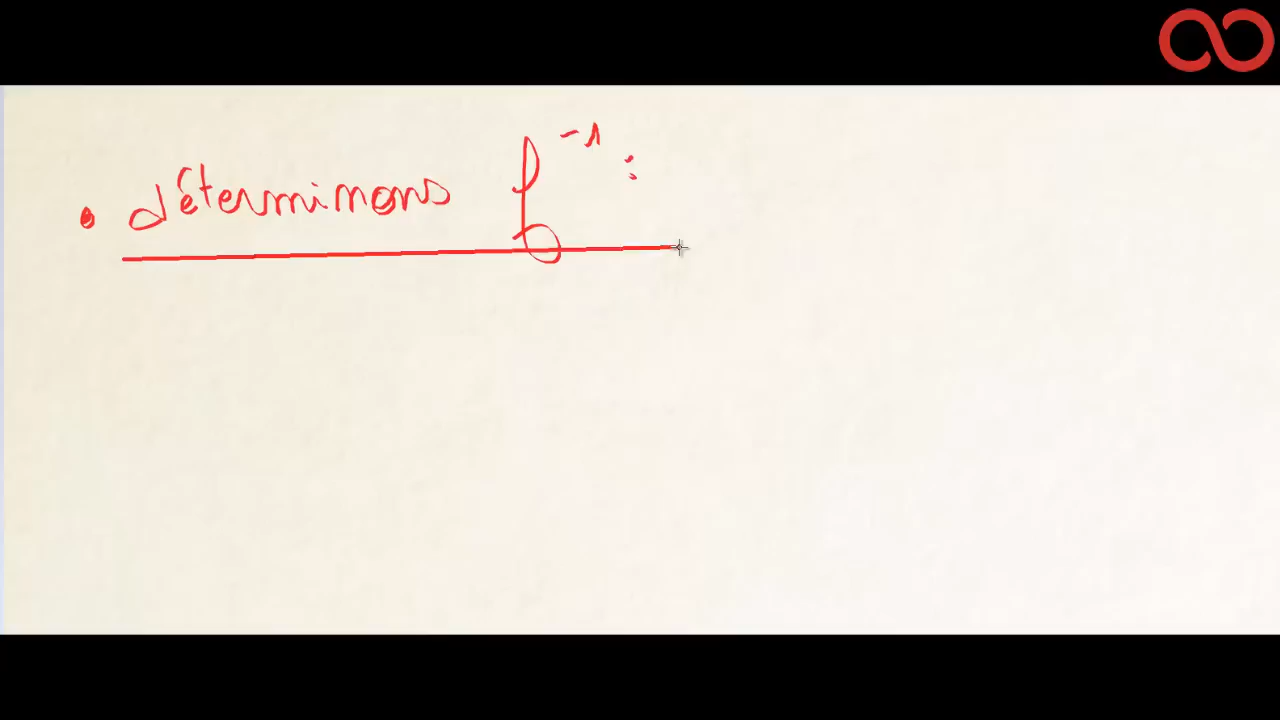 • déterminons f⁻¹ :